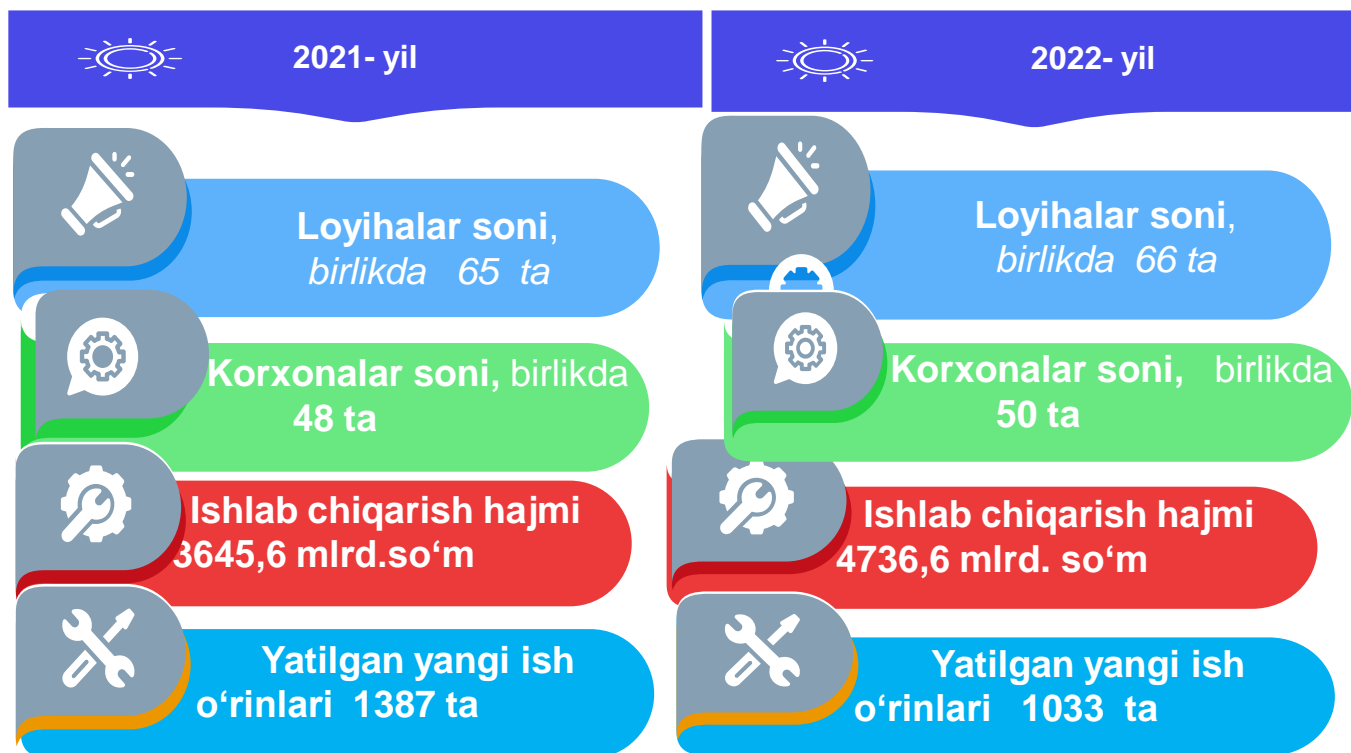 2021- yil
Loyihalar soni,
birlikda 65 ta
Korxonalar soni, birlikda
48 ta
Ishlab chiqarish hajmi
3645,6 mlrd.so‘m
Yatilgan yangi ish
o‘rinlari 1387 ta
2022- yil
Loyihalar soni,
birlikda 66 ta
Korxonalar soni, birlikda
50 ta
Ishlab chiqarish hajmi
4736,6 mlrd. so‘m
Yatilgan yangi ish
o‘rinlari 1033 ta